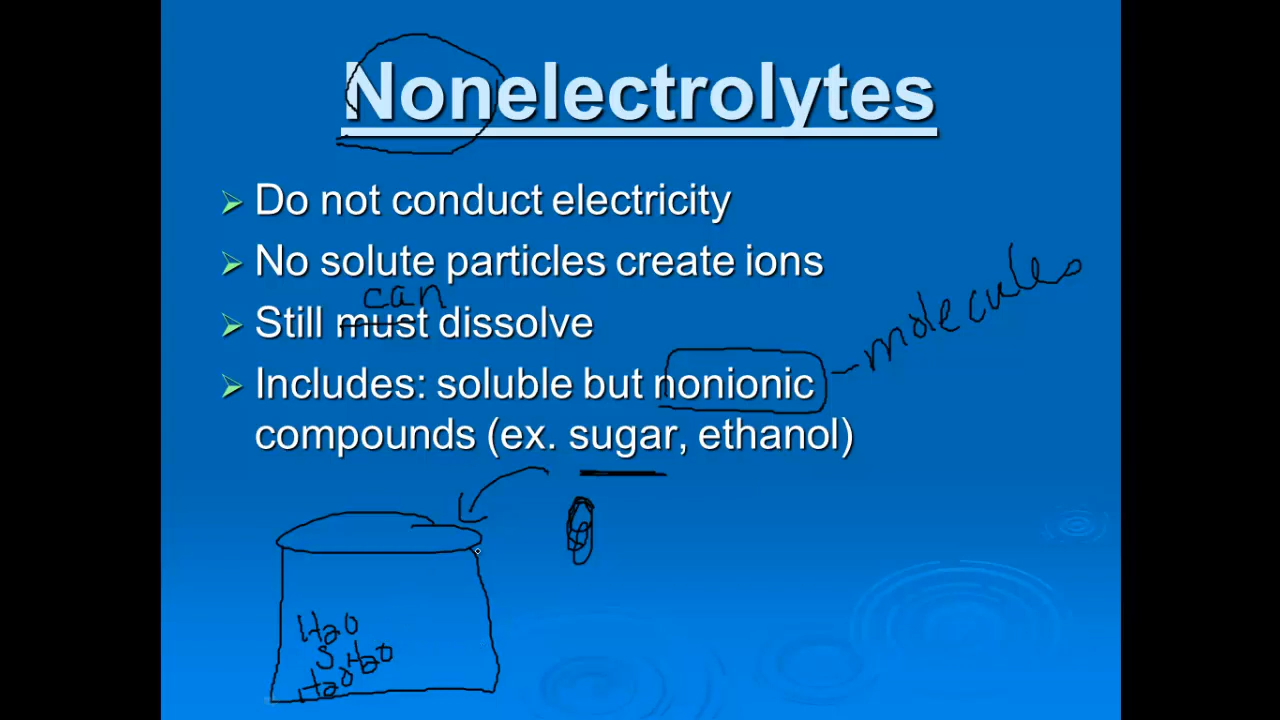 Nonelectrolytes
Do not conduct electricity
No solute particles create ions
can
Still must dissolve
molecules
Includes: soluble but nonionic
compounds (ex. sugar, ethanol)
H2O
S H2O
H2O